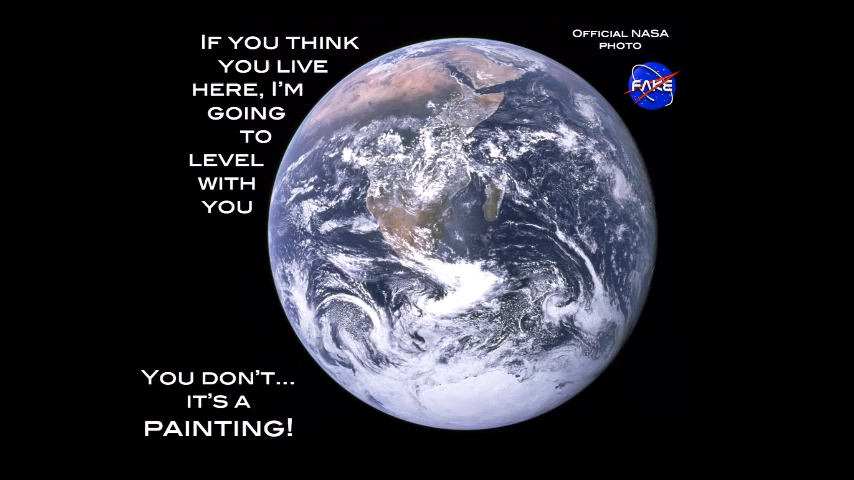 If you think
you live
here, I'm
going
to
level
with
you
Official NASA
photo
FAKE
You don't...
it's a
painting!